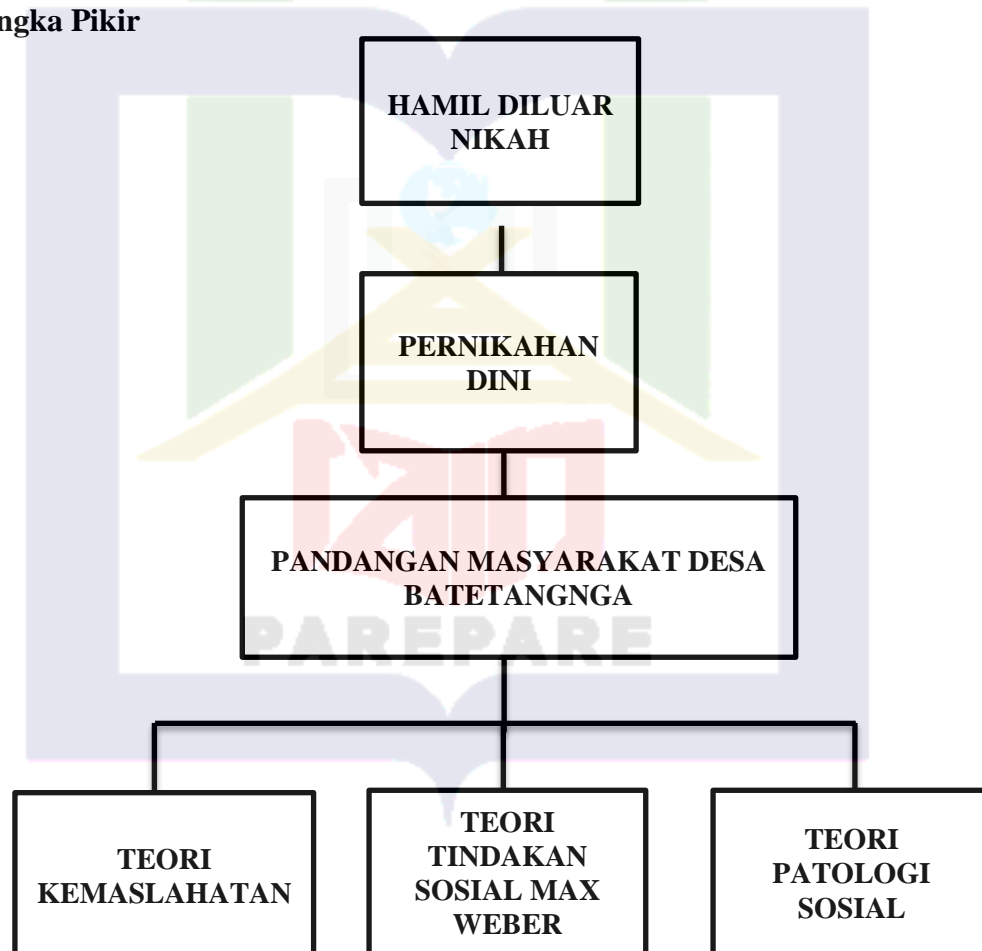 ngka Pikir
HAMIL DILUAR
NIKAH
PERNIKAHAN
DINI
PANDANGAN MASYARAKAT DESA
BATETANGNGA
PAREPARE
TEORI
KEMASLAHATAN
TEORI
TINDAKAN
SOSIAL MAX
WEBER
TEORI
PATOLOGI
SOSIAL